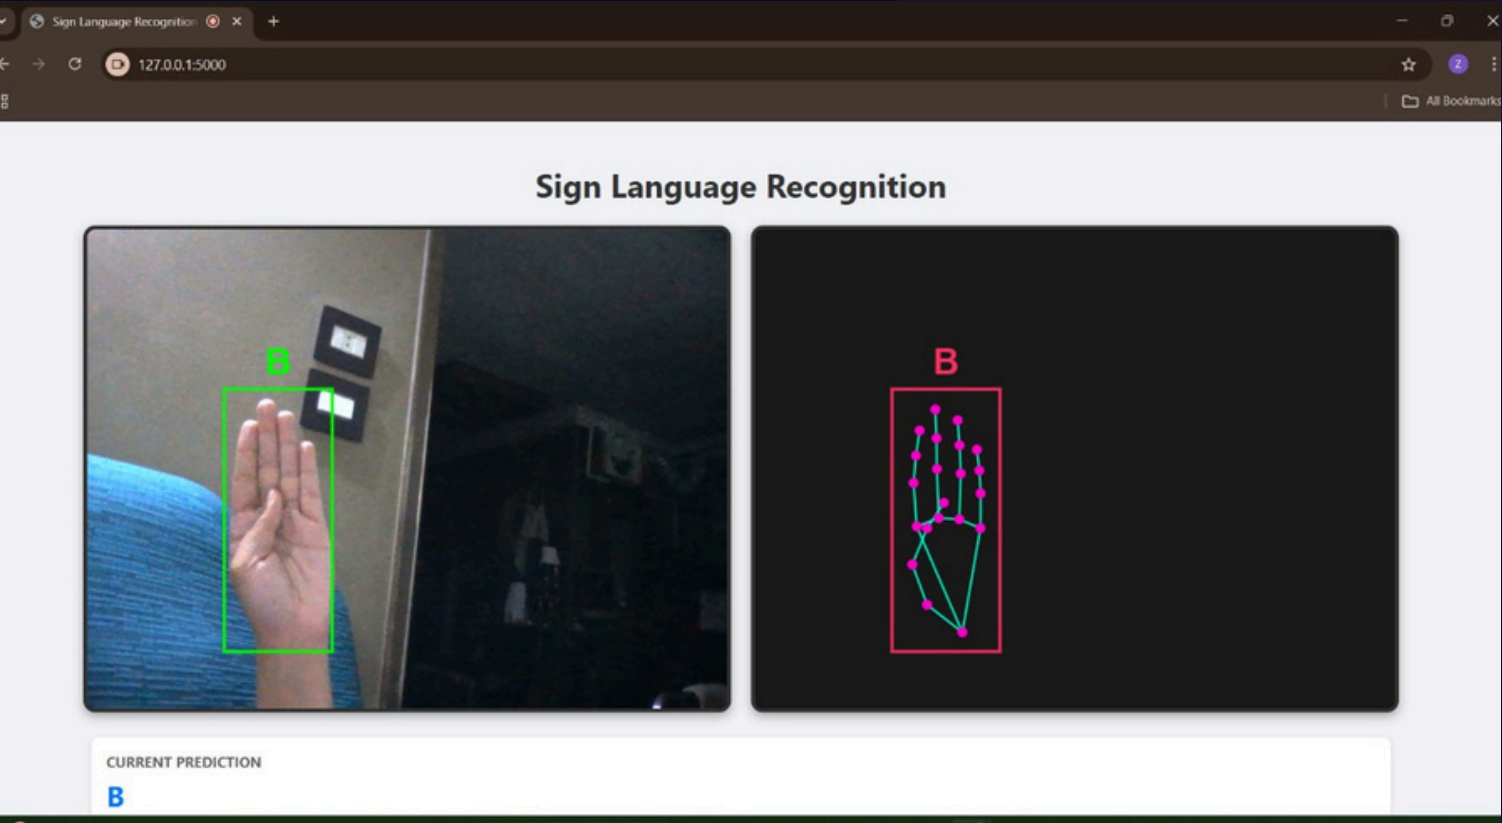 Sign Language Recognition
127.0.0.1:5000
Z
All Bookmarks
Sign Language Recognition
B
B
CURRENT PREDICTION
B